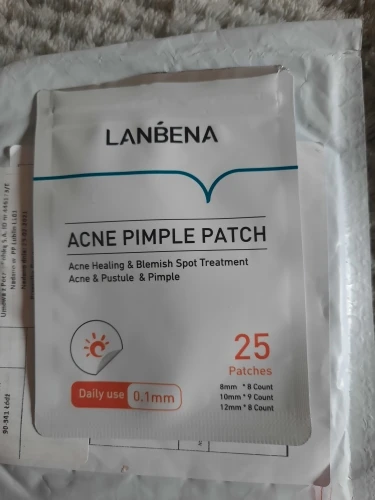 LANBENA
ACNE PIMPLE PATCH
Acne Healing & Blemish Spot Treatment
Acne & Pustule & Pimple
25
Patches
Daily use 0.1mm
8mm * 8 Count
10mm * 9 Count
12mm * 8 Count